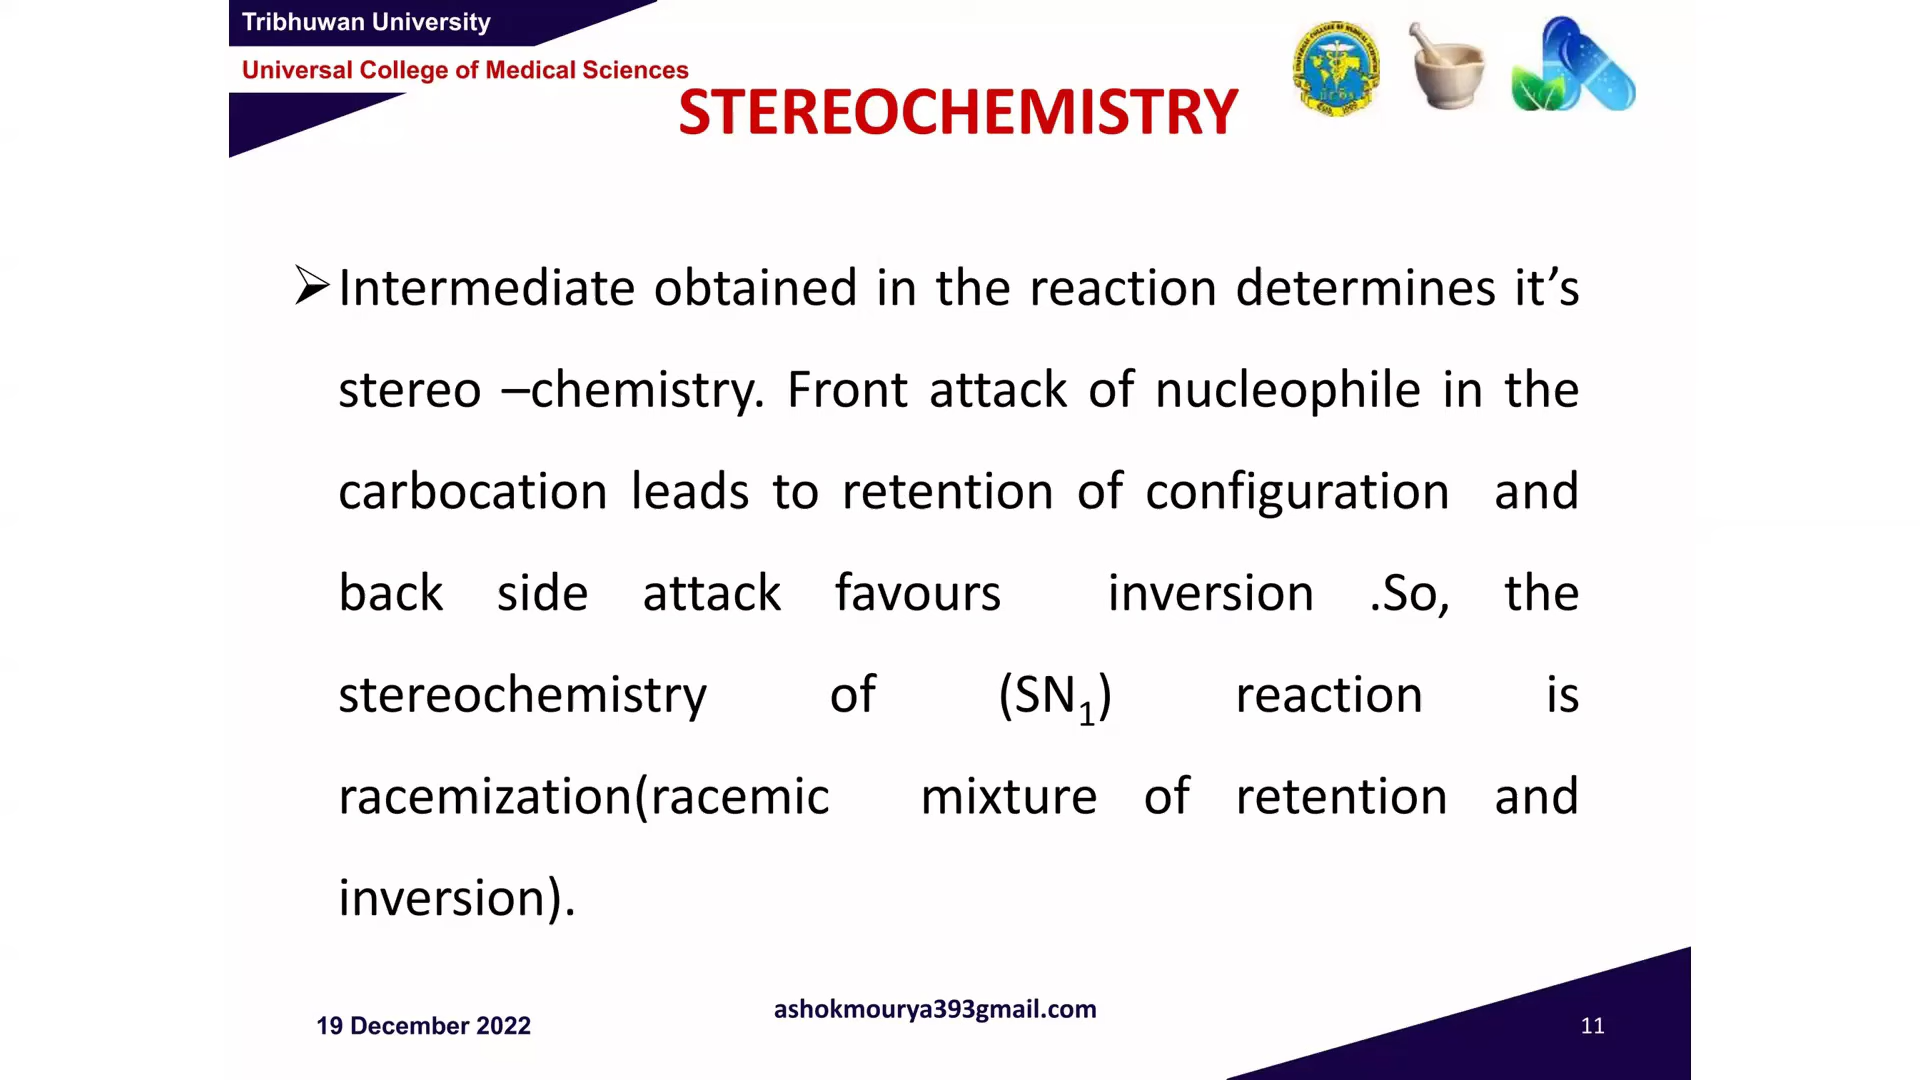 Tribhuwan University
Universal College of Medical Sciences
STEREOCHEMISTRY
➢Intermediate obtained in the reaction determines it’s
stereo –chemistry. Front attack of nucleophile in the
carbocation leads to retention of configuration and
back side attack favours inversion .So, the
stereochemistry of (SN₁) reaction is
racemization(racemic mixture of retention and
inversion).
19 December 2022
ashokmourya393gmail.com
11